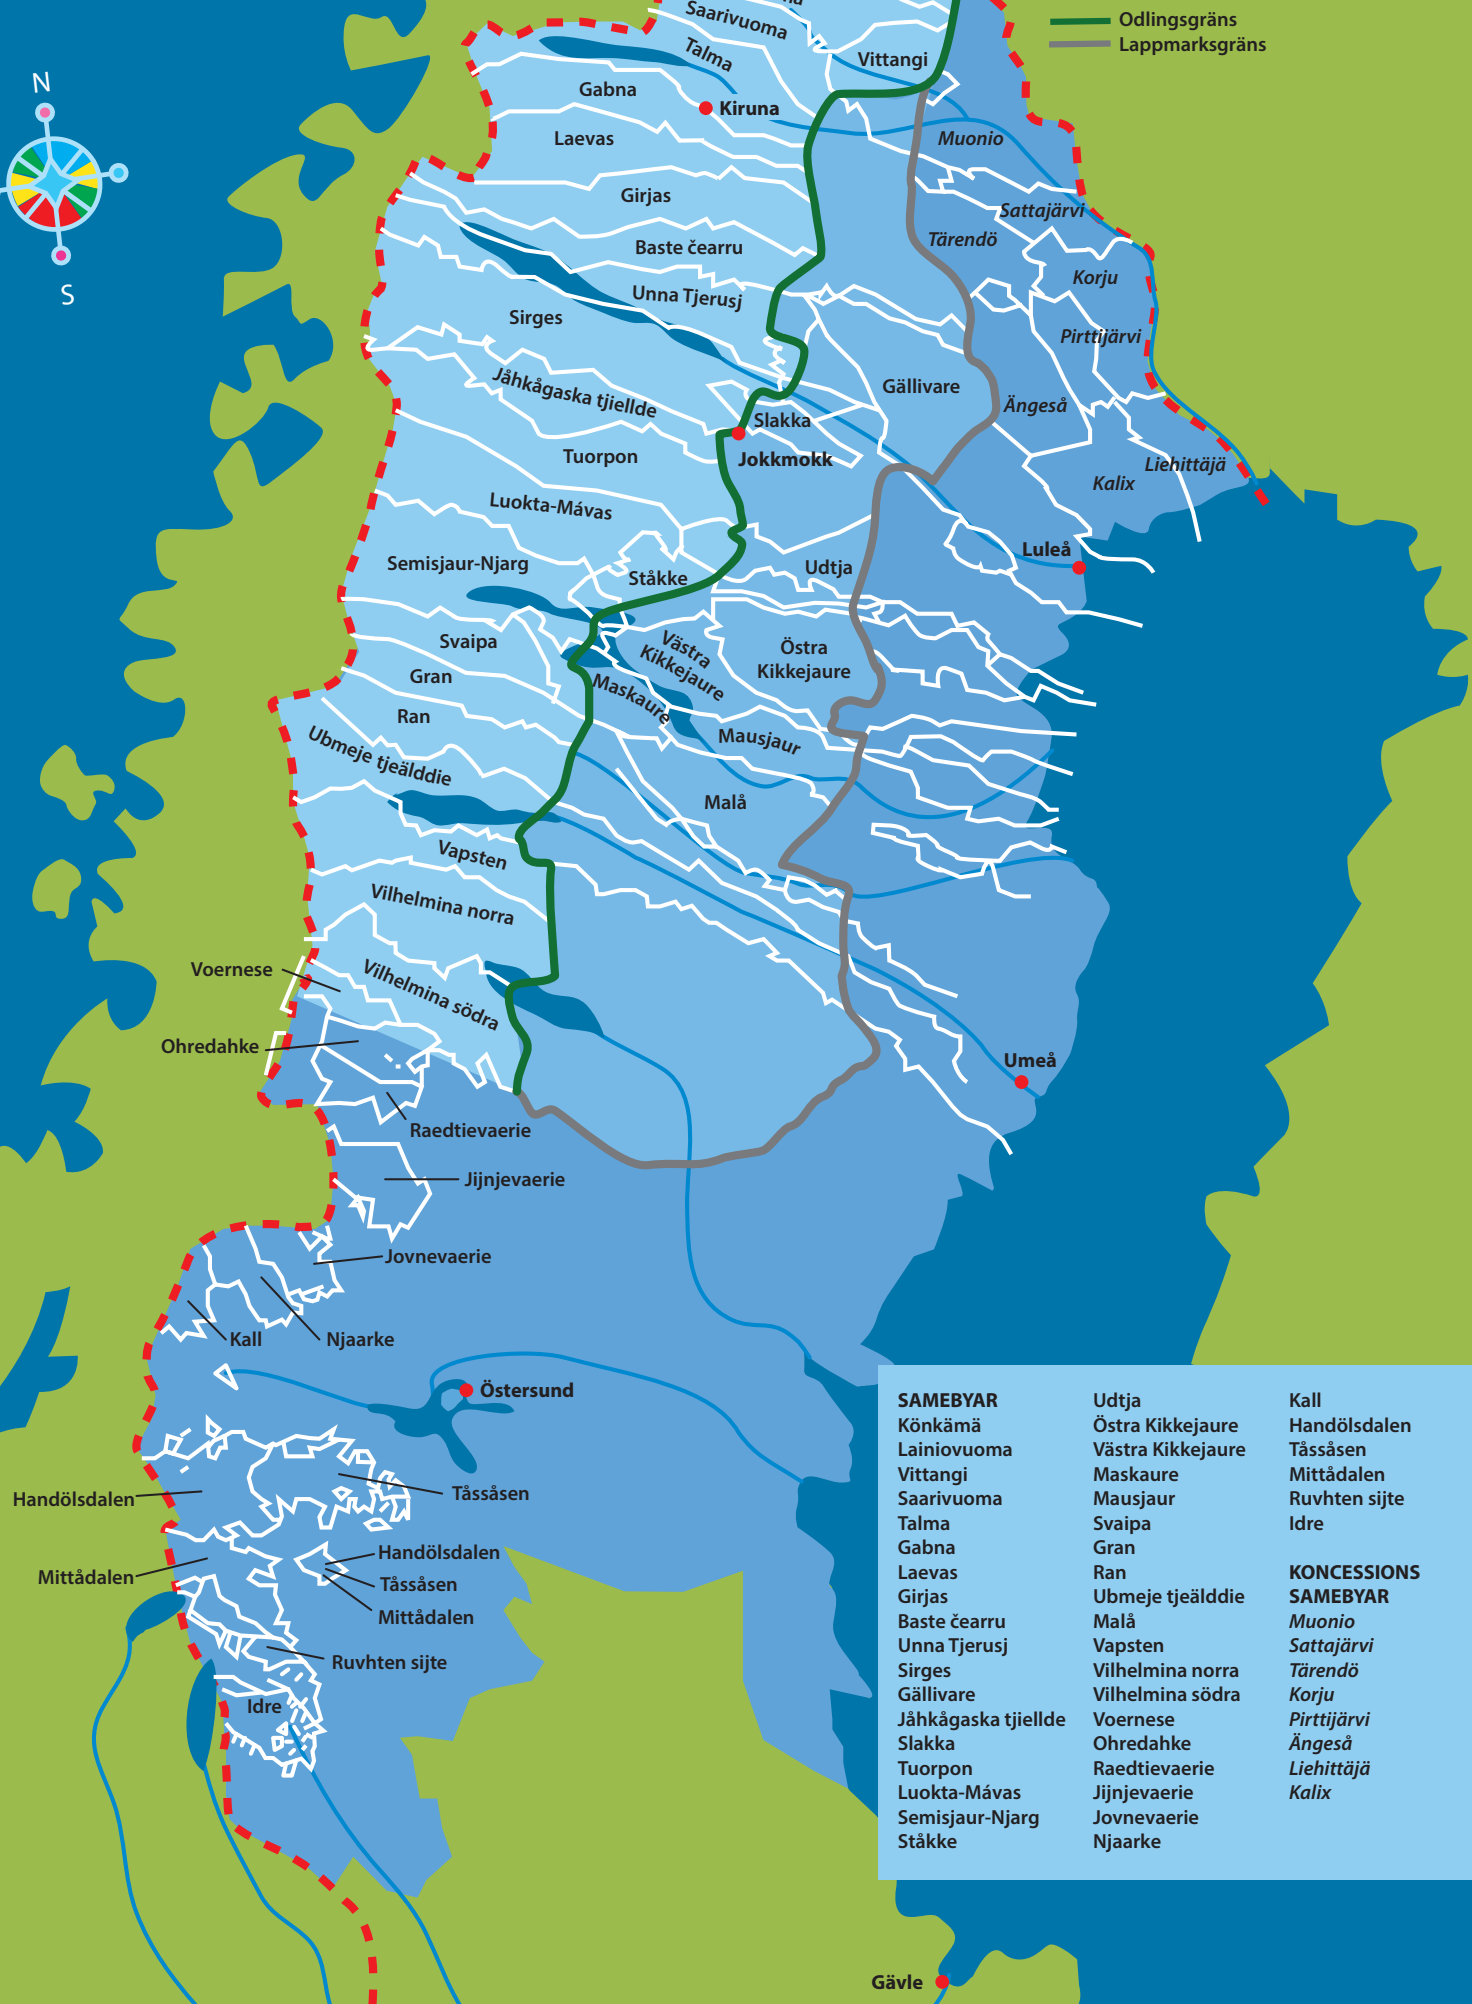 Odlingsgräns
Lappmarksgräns
N
S
Saarivuoma
Talma
Vittangi
Gabna
Kiruna
Laevas
Muonio
Girjas
Sattajärvi
Tärendö
Baste čearru
Korju
Unna Tjerusj
Sirges
Pirttijärvi
Jåhkågaska tjiellde
Gällivare
Ängeså
Slakka
Tuorpon
Jokkmokk
Liehittäjä
Kalix
Luokta-Mávas
Luleå
Semisjaur-Njarg
Ståkke
Udtja
Svaipa
Västra
Kikkejaure
Östra
Kikkejaure
Gran
Maskaure
Ran
Mausjaur
Ubmeje tjeälddie
Malå
Vapsten
Vilhelmina norra
Voernese
Vilhelmina södra
Ohredahke
Umeå
Raedtievaerie
Jijnjevaerie
Jovnevaerie
Kall
Njaarke
Östersund
Handölsdalen
Tåssåsen
Handölsdalen
Mittådalen
Tåssåsen
Mittådalen
Ruvhten sijte
Idre
SAMEBYAR
Könkämä
Lainiovuoma
Vittangi
Saarivuoma
Talma
Gabna
Laevas
Girjas
Baste čearru
Unna Tjerusj
Sirges
Gällivare
Jåhkågaska tjiellde
Slakka
Tuorpon
Luokta-Mávas
Semisjaur-Njarg
Ståkke
Udtja
Östra Kikkejaure
Västra Kikkejaure
Maskaure
Mausjaur
Svaipa
Gran
Ran
Ubmeje tjeälddie
Malå
Vapsten
Vilhelmina norra
Vilhelmina södra
Voernese
Ohredahke
Raedtievaerie
Jijnjevaerie
Jovnevaerie
Njaarke
Kall
Handölsdalen
Tåssåsen
Mittådalen
Ruvhten sijte
Idre
KONCESSIONS
SAMEBYAR
Muonio
Sattajärvi
Tärendö
Korju
Pirttijärvi
Ängeså
Liehittäjä
Kalix
Gävle